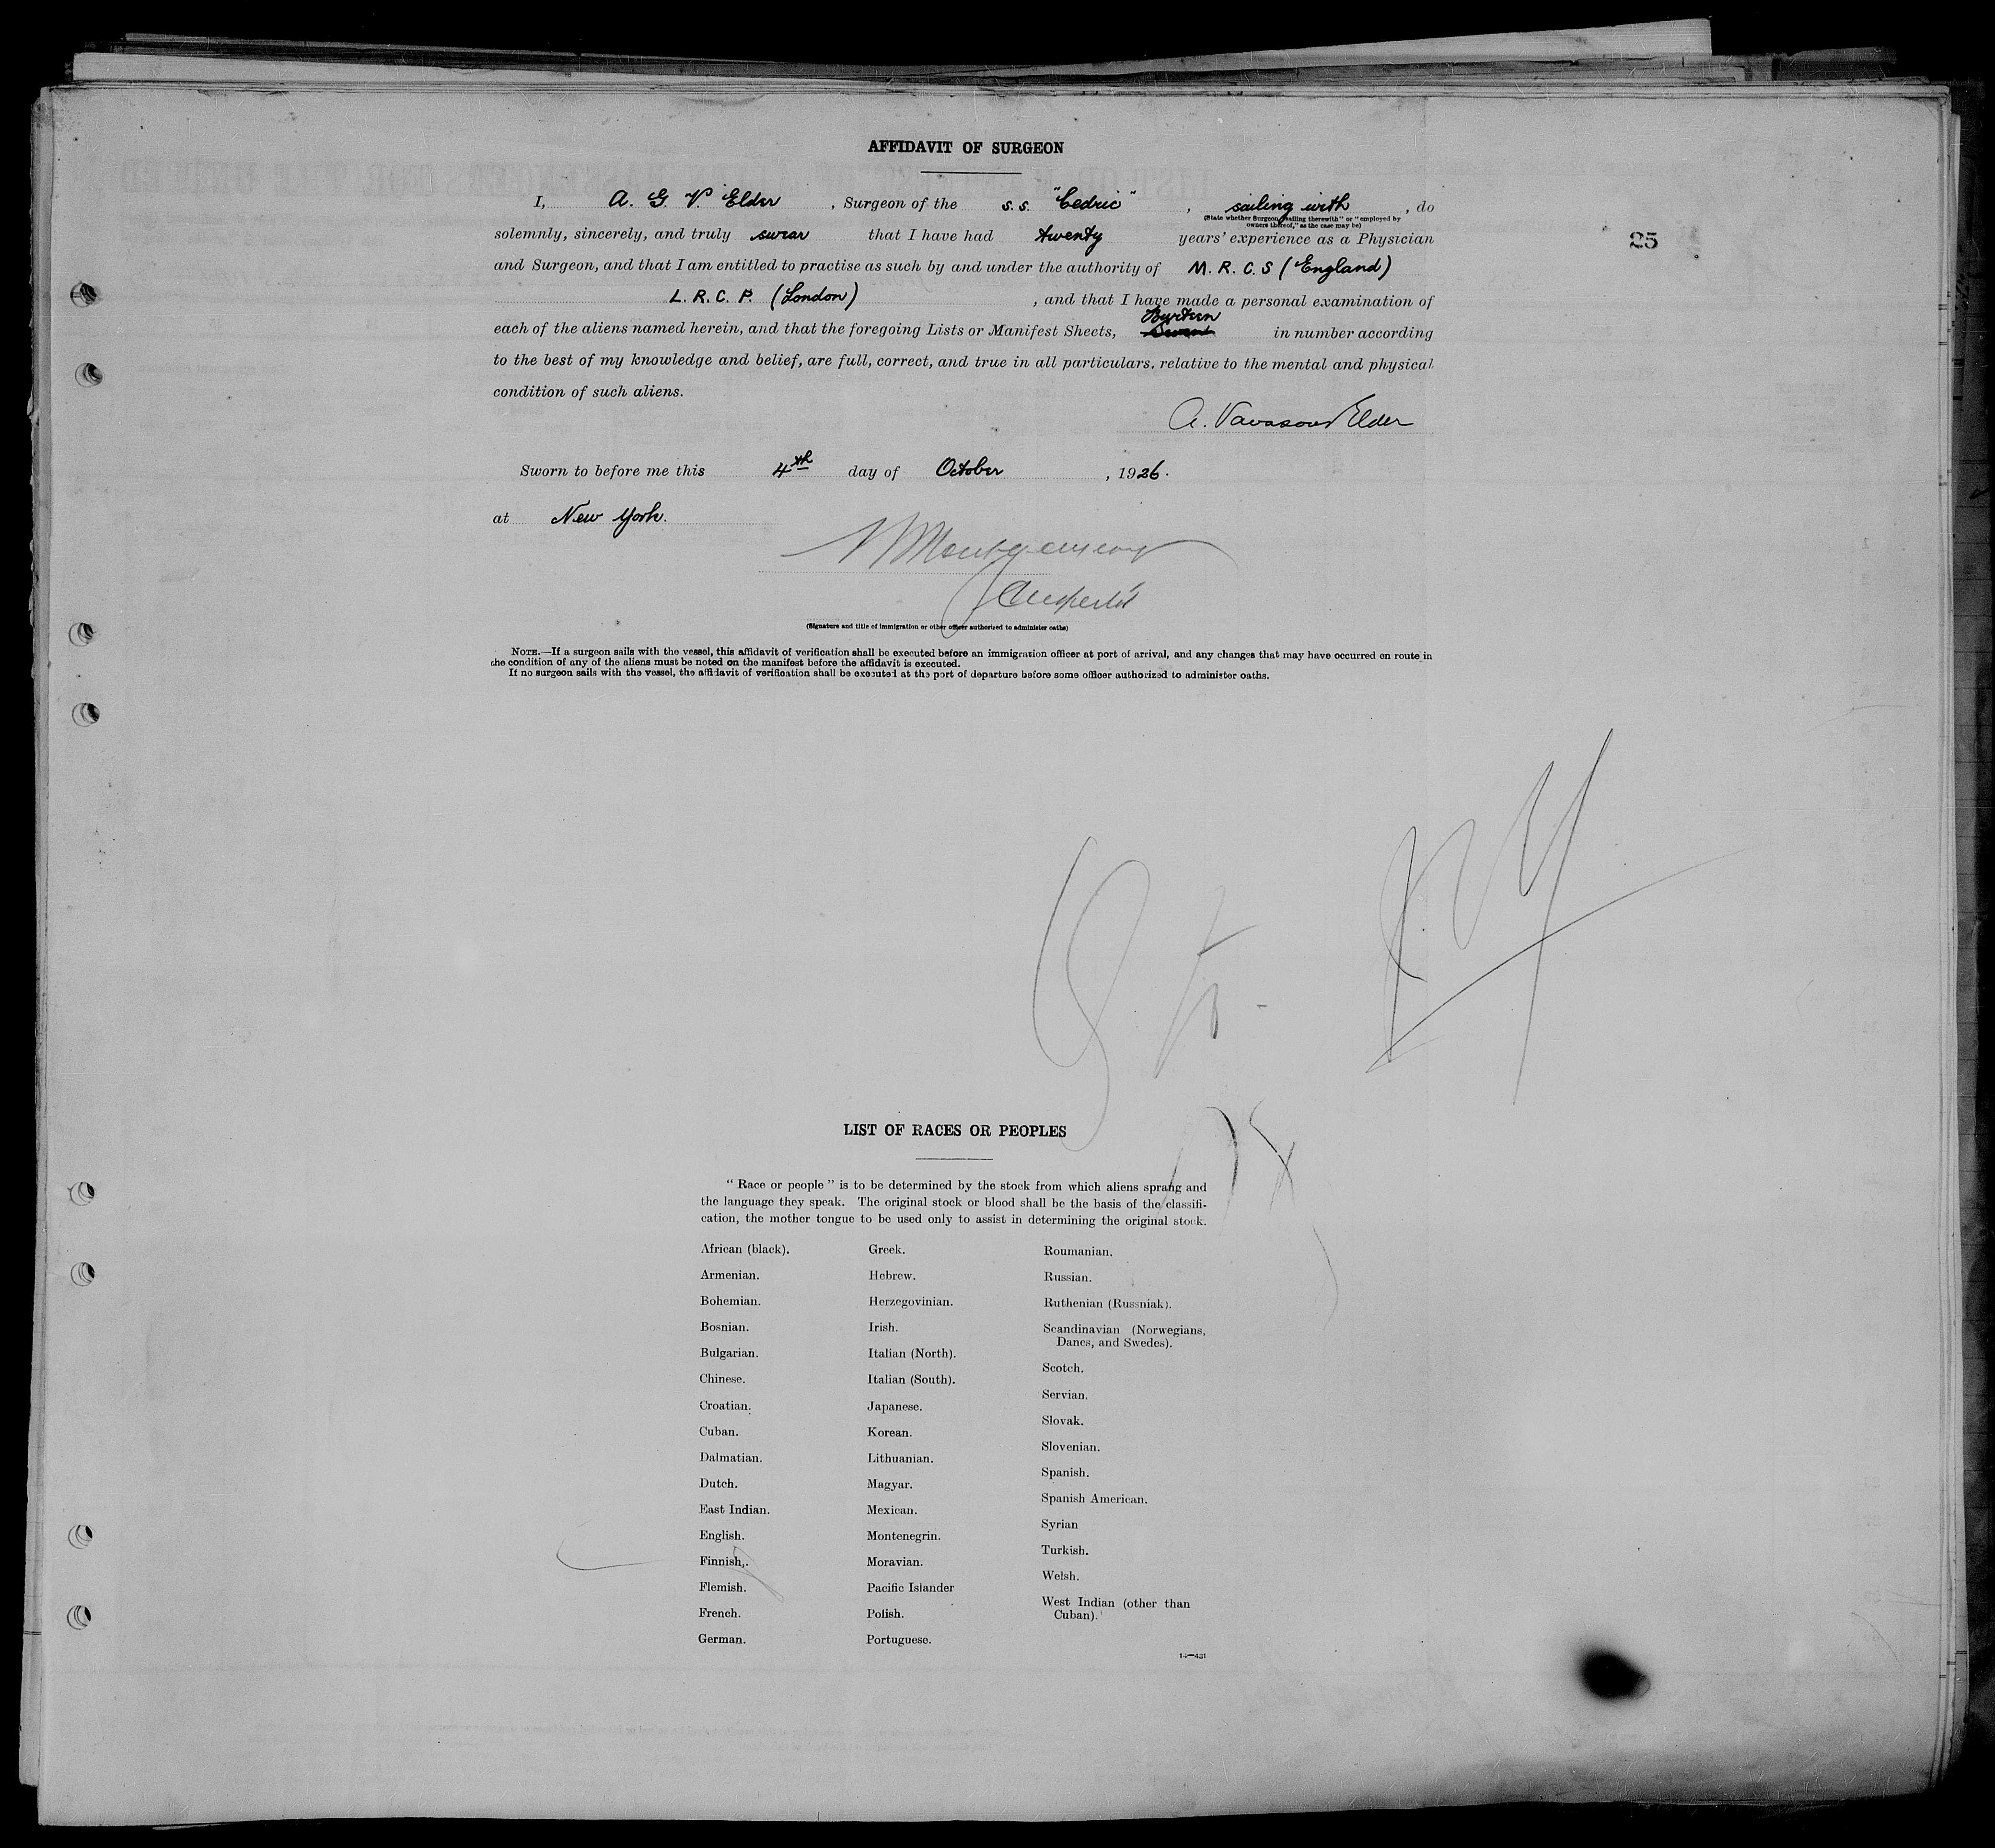 AFFIDAVIT OF SURGEON
I, A. G. V. Elder, Surgeon of the s.s. "Cedric", sailing with, do
(State whether Surgeon "sailing therewith" or "employed by
owners thereof," as the case may be)
25
solemnly, sincerely, and truly swear that I have had twenty years' experience as a Physician
and Surgeon, and that I am entitled to practise as such by and under the authority of M. R. C. S (England)
L. R. C. P. (London), and that I have made a personal examination of
each of the aliens named herein, and that the foregoing Lists or Manifest Sheets, in number according
to the best of my knowledge and belief, are full, correct, and true in all particulars, relative to the mental and physical
condition of such aliens.
A. Vavasour Elder
Sworn to before me this 4th day of October, 1926.
at New York.
Montgomery
(Signature and title of immigration or other officer authorized to administer oaths)
NOTE.—If a surgeon sails with the vessel, this affidavit of verification shall be executed before an immigration officer at port of arrival, and any changes that may have occurred en route in
the condition of any of the aliens must be noted on the manifest before the affidavit is executed.
If no surgeon sails with the vessel, the affidavit of verification shall be executed at the port of departure before some officer authorized to administer oaths.
LIST OF RACES OR PEOPLES
" Race or people " is to be determined by the stock from which aliens sprang and
the language they speak. The original stock or blood shall be the basis of the classifi-
cation, the mother tongue to be used only to assist in determining the original stock.
African (black).
Armenian.
Bohemian.
Bosnian.
Bulgarian.
Chinese.
Croatian.
Cuban.
Dalmatian.
Dutch.
East Indian.
English.
Finnish.
Flemish.
French.
German.
Greek.
Hebrew.
Herzegovinian.
Irish.
Italian (North).
Italian (South).
Japanese.
Korean.
Lithuanian.
Magyar.
Mexican.
Montenegrin.
Moravian.
Pacific Islander
Polish.
Portuguese.
Roumanian.
Russian.
Ruthenian (Russniak).
Scandinavian (Norwegians,
Danes, and Swedes).
Scotch.
Servian.
Slovak.
Slovenian.
Spanish.
Spanish American.
Syrian
Turkish.
Welsh.
West Indian (other than
Cuban).
14—431